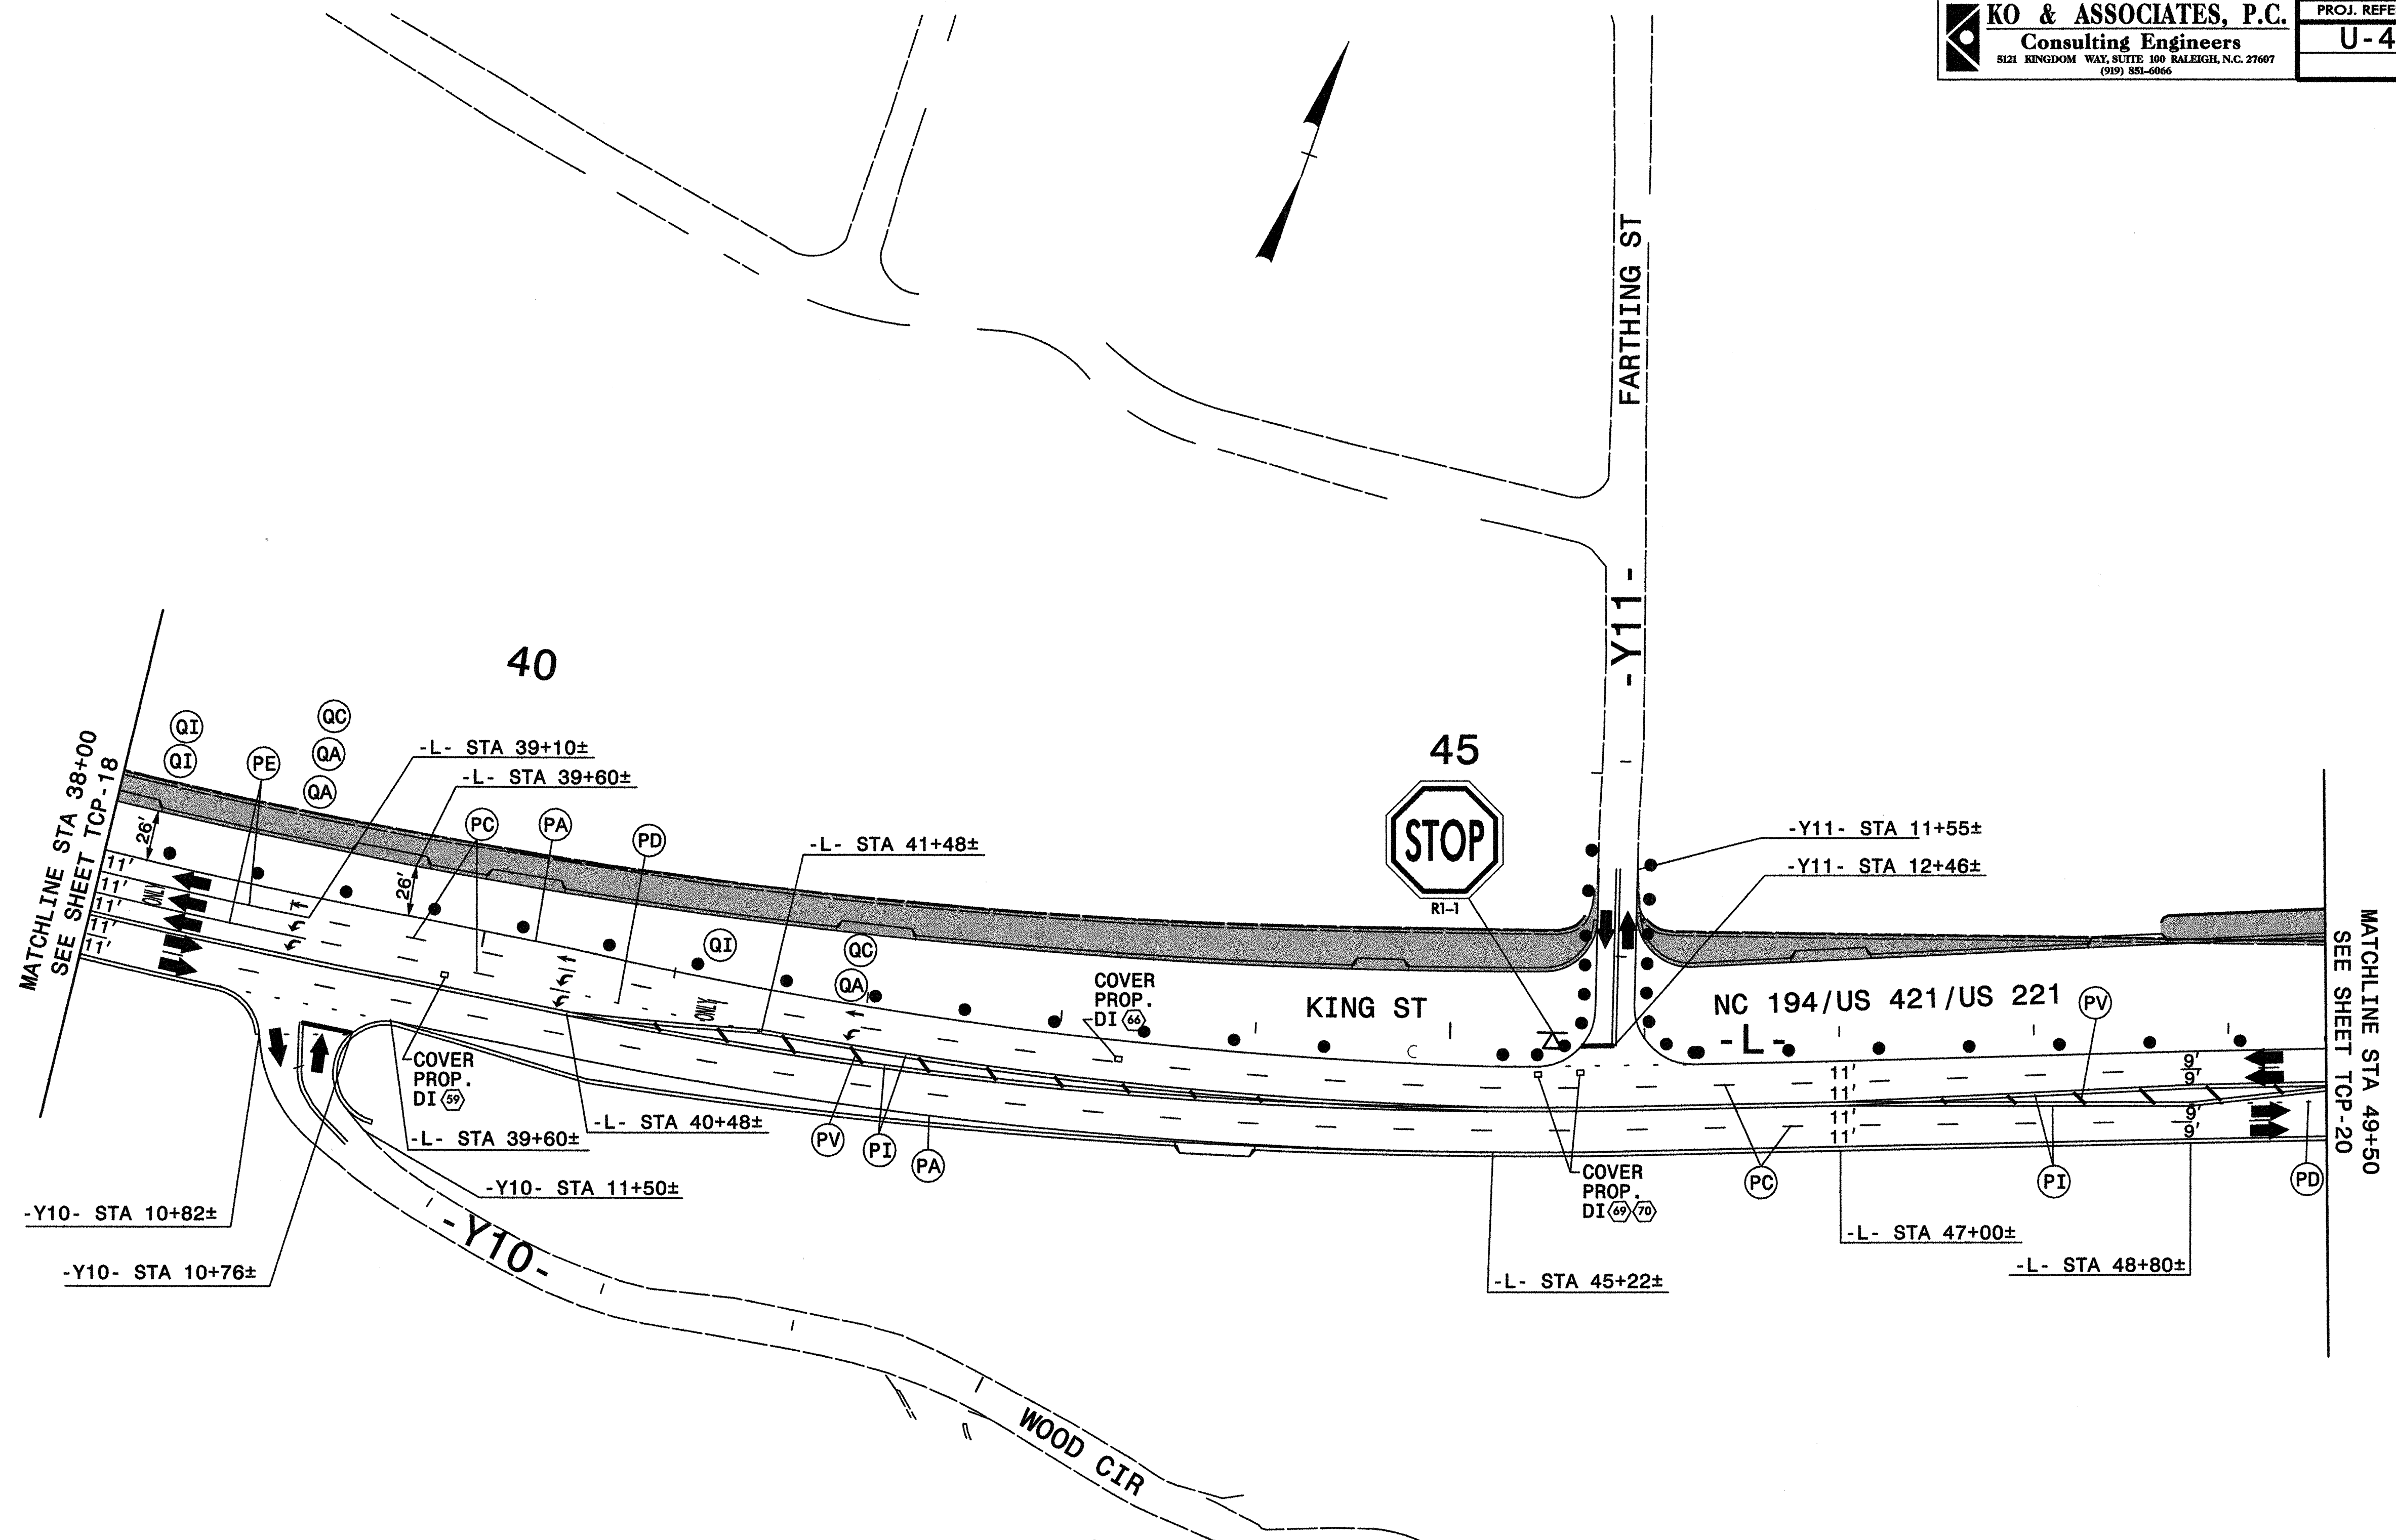 KO & ASSOCIATES, P.C.
Consulting Engineers
5121 KINGDOM WAY, SUITE 100 RALEIGH, N.C. 27607
(919) 851-6066
PROJ. REFE
U-4
FARTHING ST
-Y11-
40
45
MATCHLINE STA 38+00
SEE SHEET TCP-18
QI
QI
PE
QC
QA
QA
-L- STA 39+10±
-L- STA 39+60±
PC
PA
PD
-L- STA 41+48±
STOP
R1-1
-Y11- STA 11+55±
-Y11- STA 12+46±
26'
26'
11'
11'
11'
11'
11'
ONLY
ONLY
QI
QC
QA
COVER
PROP.
DI 66
KING ST
NC 194/US 421/US 221
-L-
PV
MATCHLINE STA 49+50
SEE SHEET TCP-20
11'
11'
11'
11'
9'
9'
9'
9'
COVER
PROP.
DI 59
-L- STA 39+60±
-L- STA 40+48±
PV
PI
PA
COVER
PROP.
DI 69 70
PC
PI
PD
-Y10- STA 11+50±
-Y10- STA 10+82±
-Y10- STA 10+76±
-Y10-
-L- STA 47+00±
-L- STA 48+80±
-L- STA 45+22±
WOOD CIR